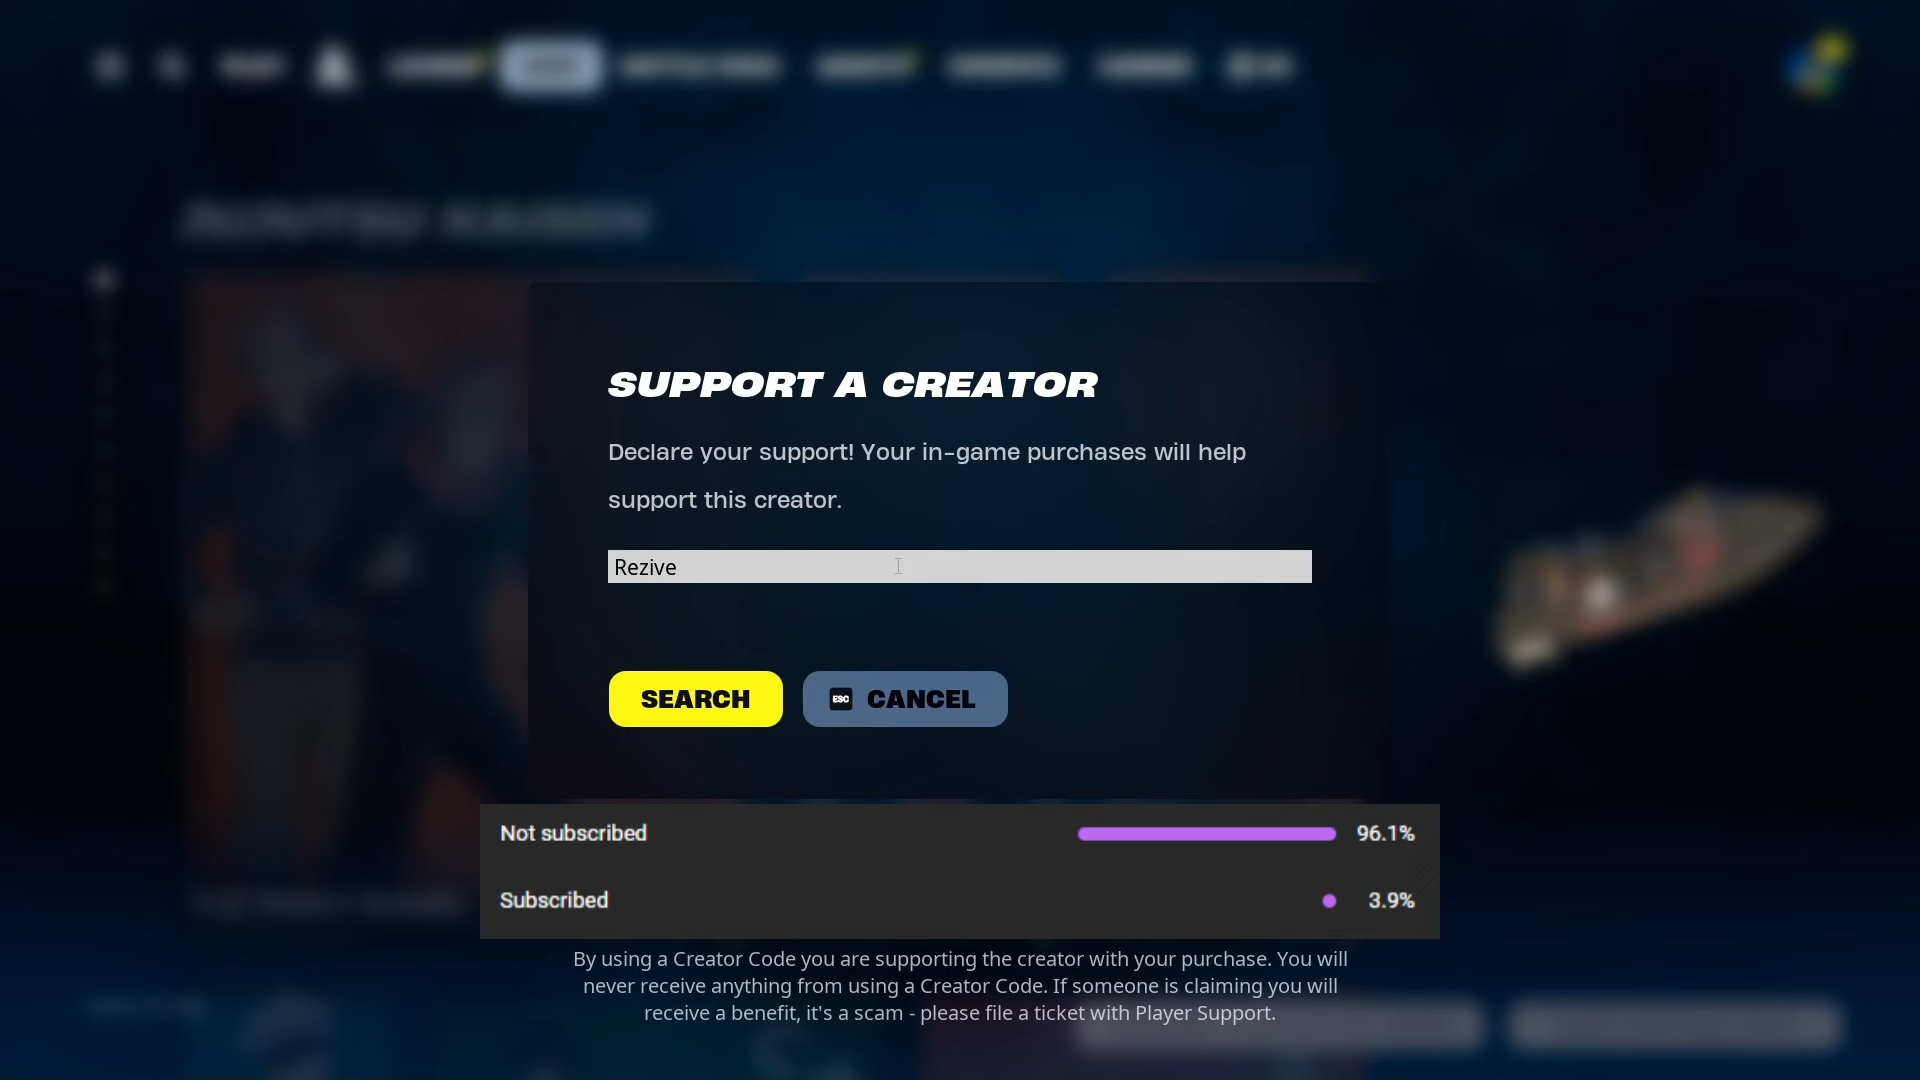 JUJUTSU KAISEN
SUPPORT A CREATOR
Declare your support! Your in-game purchases will help
support this creator.
Rezive
SEARCH
ESC CANCEL
Not subscribed 96.1%
Subscribed 3.9%
By using a Creator Code you are supporting the creator with your purchase. You will
never receive anything from using a Creator Code. If someone is claiming you will
receive a benefit, it's a scam - please file a ticket with Player Support.